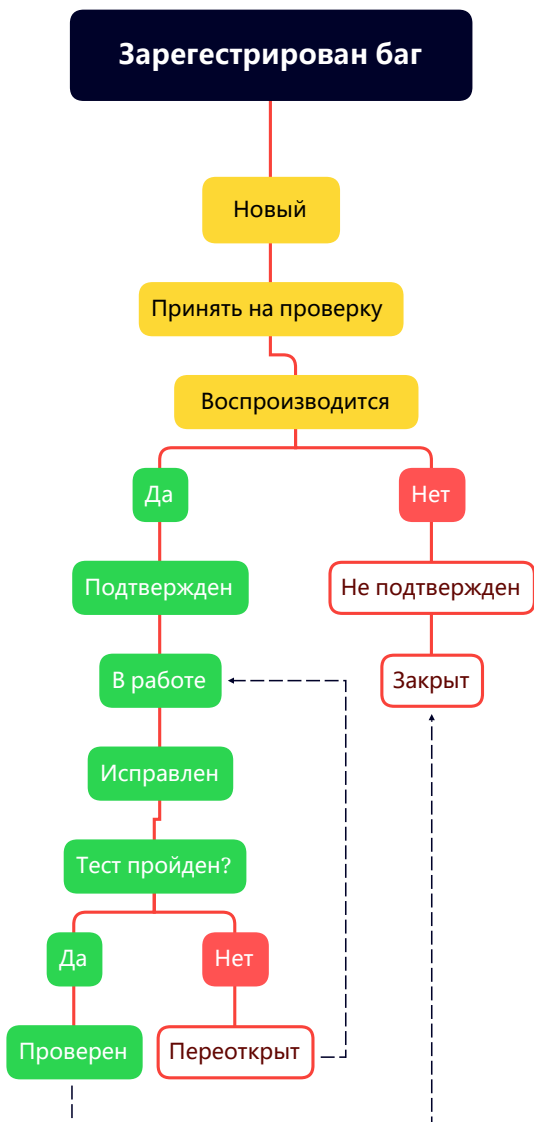 Зарегестрирован баг
Новый
Принять на проверку
Воспроизводится
Да
Нет
Подтвержден
Не подтвержден
В работе
Закрыт
Исправлен
Тест пройден?
Да
Нет
Проверен
Переоткрыт